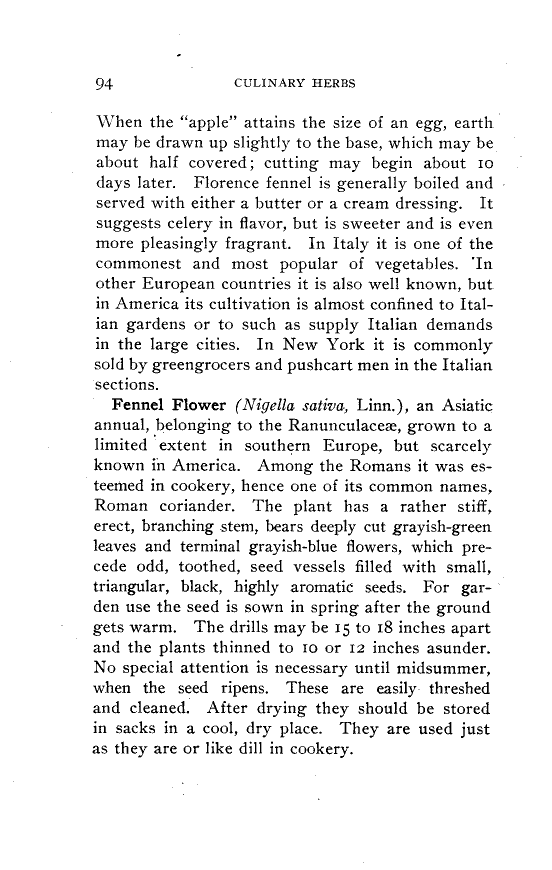 94 CULINARY HERBS
When the “apple” attains the size of an egg, earth
may be drawn up slightly to the base, which may be
about half covered; cutting may begin about 10
days later. Florence fennel is generally boiled and
served with either a butter or a cream dressing. It
suggests celery in flavor, but is sweeter and is even
more pleasingly fragrant. In Italy it is one of the
commonest and most popular of vegetables. In
other European countries it is also well known, but
in America its cultivation is almost confined to Ital-
ian gardens or to such as supply Italian demands
in the large cities. In New York it is commonly
sold by greengrocers and pushcart men in the Italian
sections.
Fennel Flower (Nigella sativa, Linn.), an Asiatic
annual, belonging to the Ranunculaceæ, grown to a
limited extent in southern Europe, but scarcely
known in America. Among the Romans it was es-
teemed in cookery, hence one of its common names,
Roman coriander. The plant has a rather stiff,
erect, branching stem, bears deeply cut grayish-green
leaves and terminal grayish-blue flowers, which pre-
cede odd, toothed, seed vessels filled with small,
triangular, black, highly aromatic seeds. For gar-
den use the seed is sown in spring after the ground
gets warm. The drills may be 15 to 18 inches apart
and the plants thinned to 10 or 12 inches asunder.
No special attention is necessary until midsummer,
when the seed ripens. These are easily threshed
and cleaned. After drying they should be stored
in sacks in a cool, dry place. They are used just
as they are or like dill in cookery.